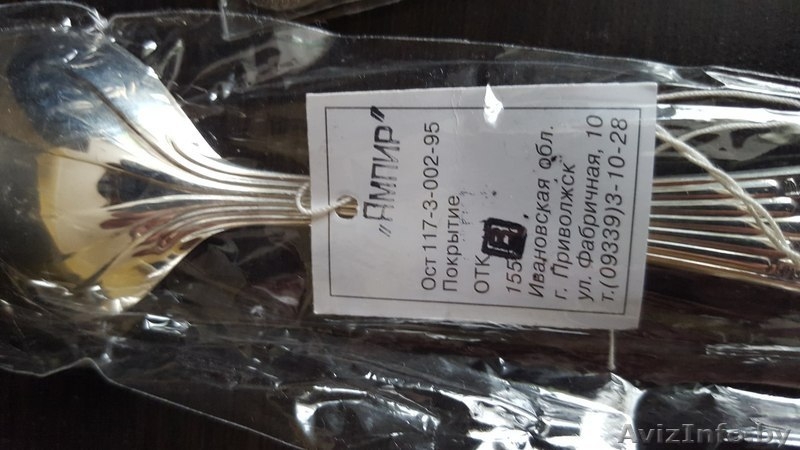 „Ямпир"
Ост 117-3-002-95
Покрытие
ОТК
155
Ивановская обл.
г. Приволжск
ул. Фабричная, 10
т.(09339)3-10-28
AvizInfo.by